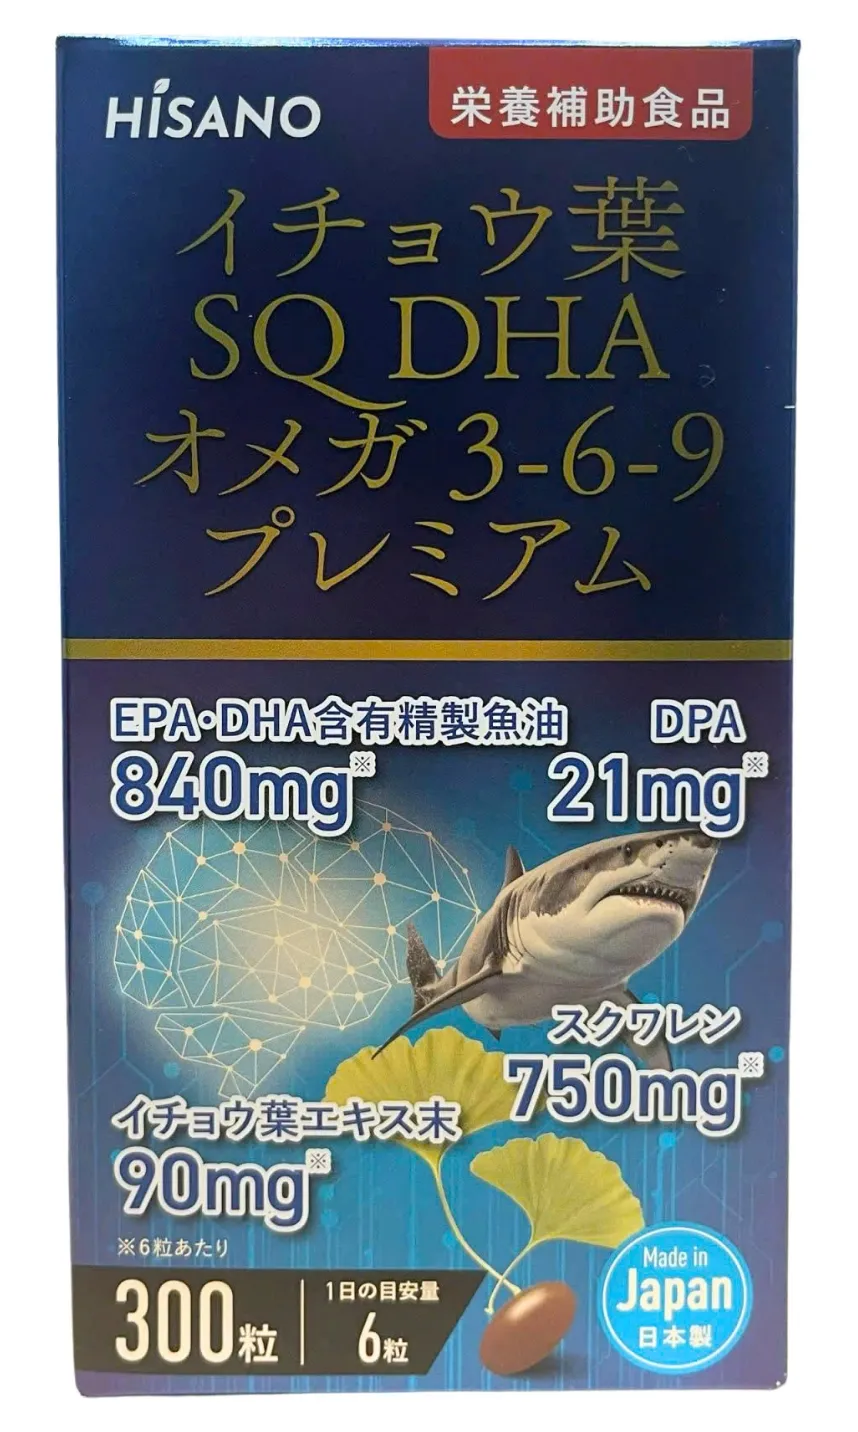 HiSANO
栄養補助食品
イチョウ葉
SQ DHA
オメガ 3-6-9
プレミアム
EPA・DHA含有精製魚油
840mg※
DPA
21mg※
スクワレン
750mg※
イチョウ葉エキス末
90mg※
※6粒あたり
300粒
1日の目安量
6粒
Made in
Japan
日本製